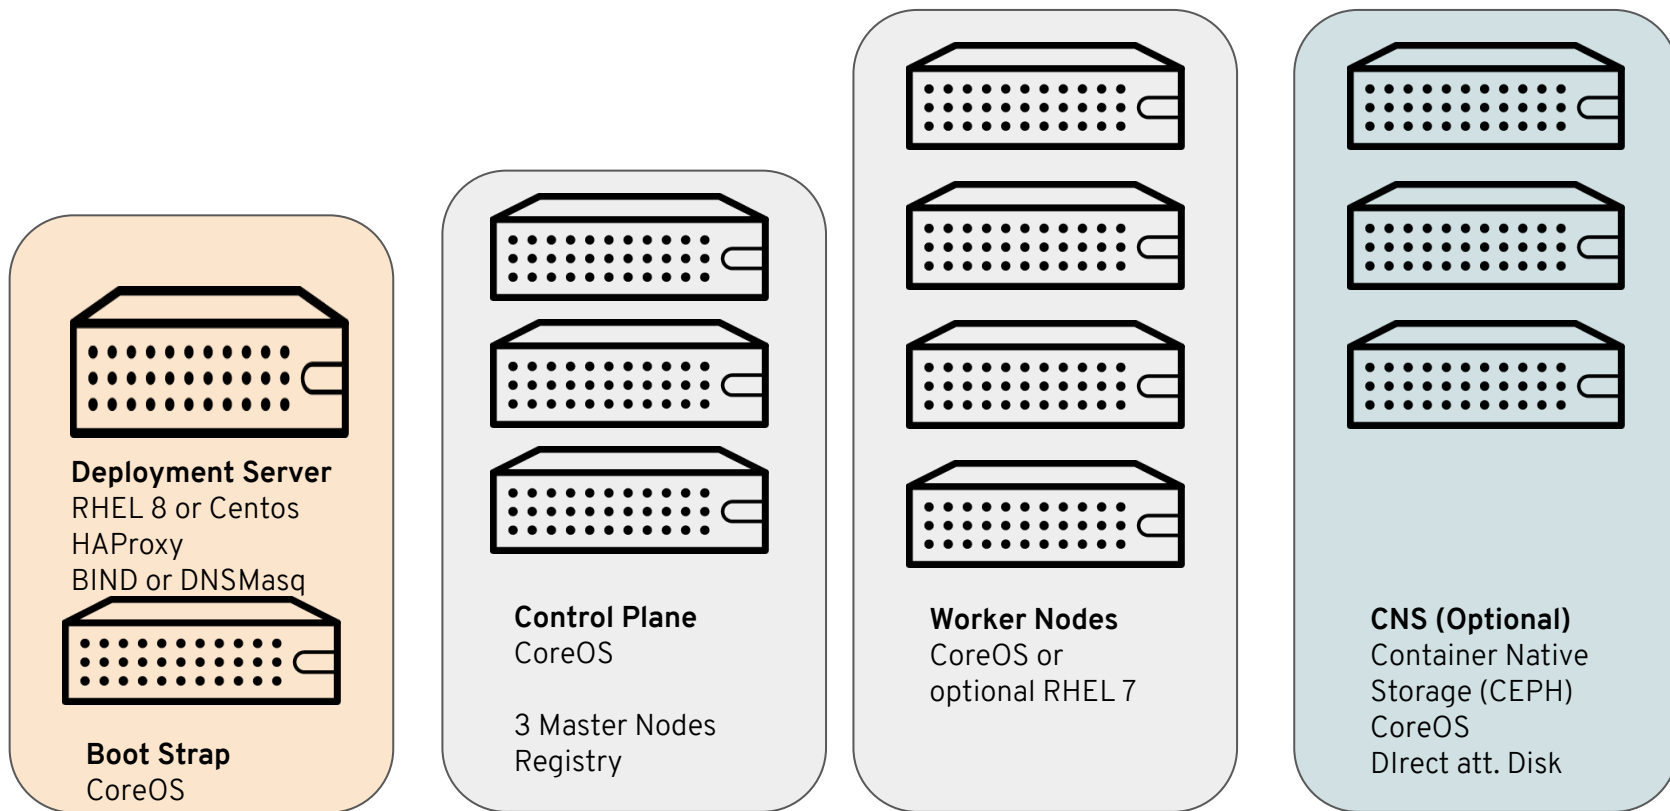 Deployment Server
RHEL 8 or Centos
HAProxy
BIND or DNSMasq
Boot Strap
CoreOS
Control Plane
CoreOS
3 Master Nodes
Registry
Worker Nodes
CoreOS or
optional RHEL 7
CNS (Optional)
Container Native
Storage (CEPH)
CoreOS
DIrect att. Disk